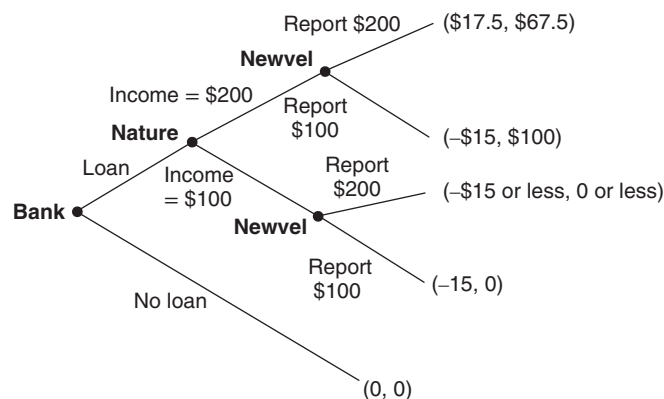 Report $200
($17.5, $67.5)
Newvel
Income = $200
Report
$100
Nature
(–$15, $100)
Loan
Income
= $100
Report
$200
(–$15 or less, 0 or less)
Bank
Newvel
Report
$100
(–15, 0)
No loan
(0, 0)